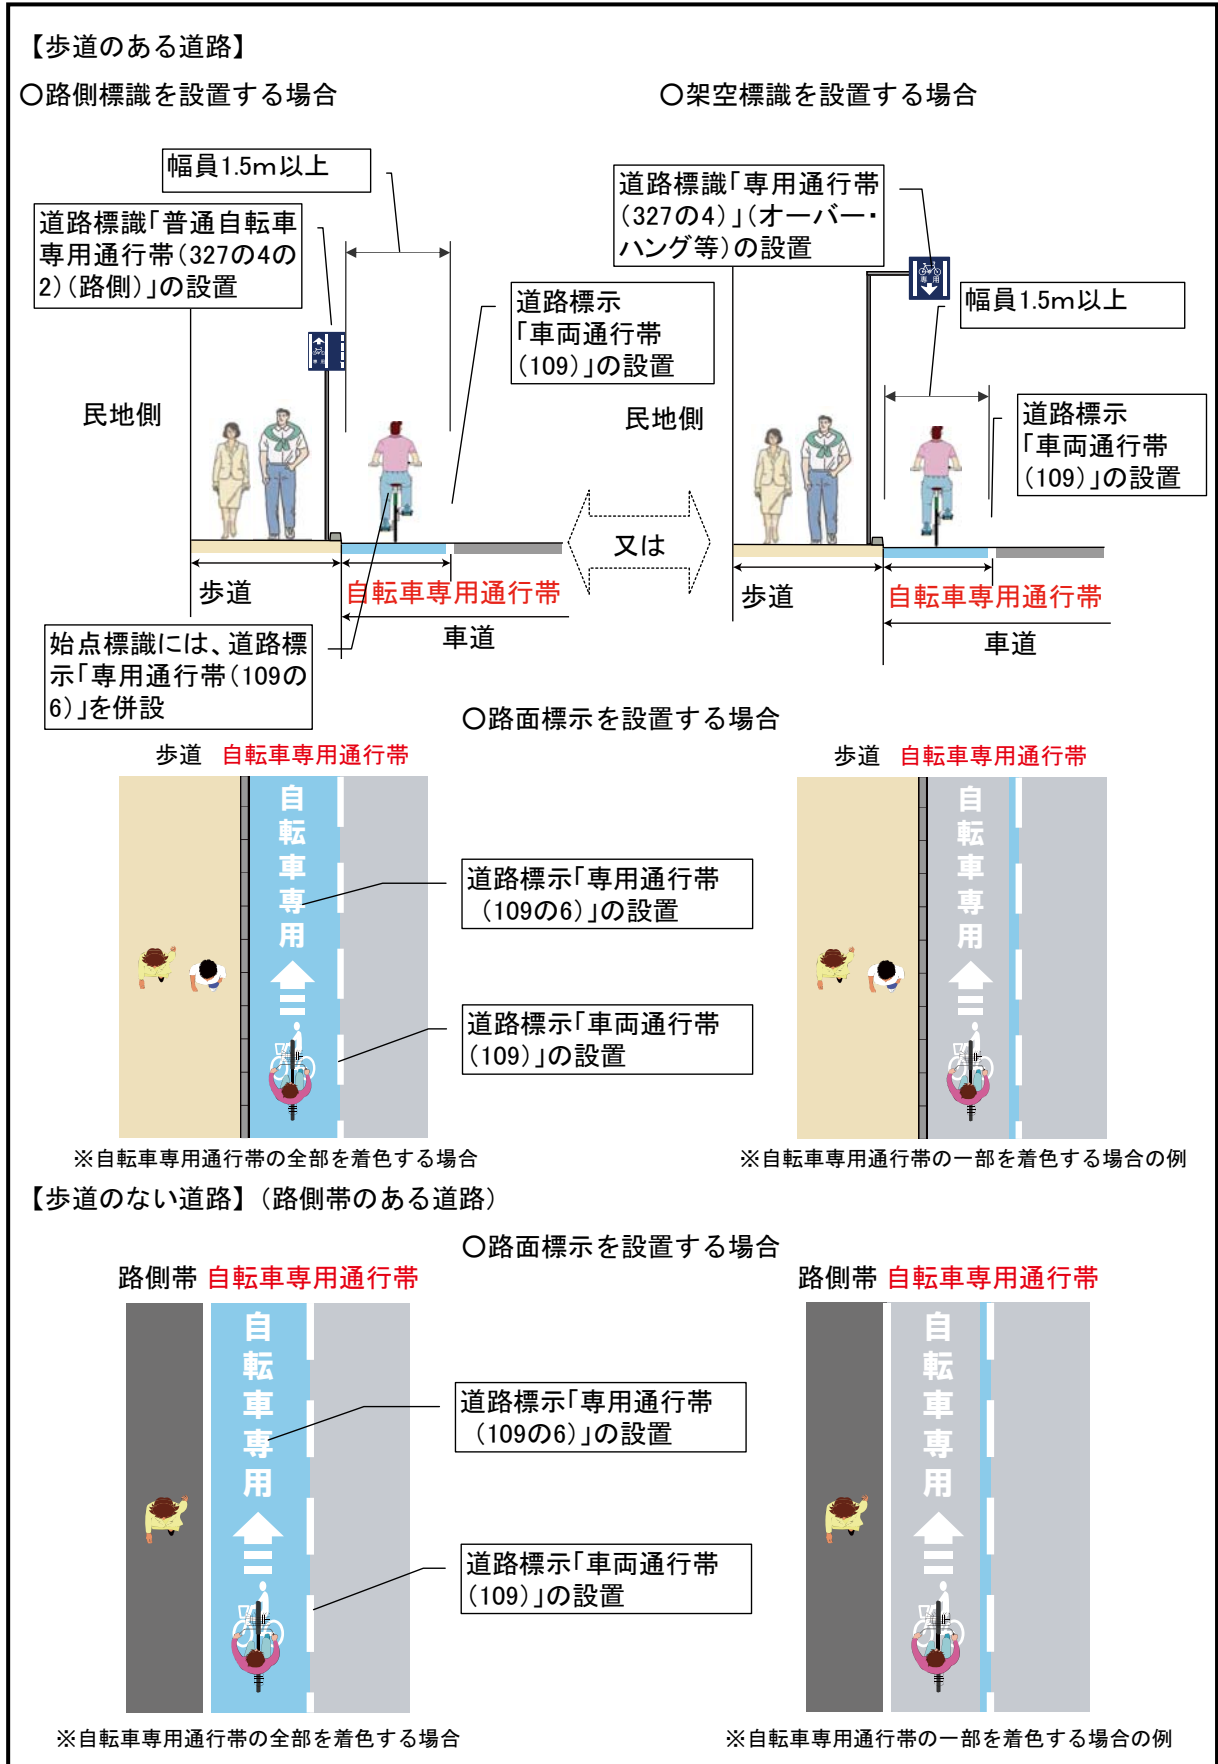 【歩道のある道路】
○路側標識を設置する場合
幅員1.5m以上
道路標識「普通自転車
専用通行帯（327の4の
2）（路側）」の設置
道路標示
「車両通行帯
（109）」の設置
民地側
歩道
自転車専用通行帯
車道
始点標識には、道路標
示「専用通行帯（109の
6）」を併設
又は
○架空標識を設置する場合
道路標識「専用通行帯
（327の4）」（オーバー・
ハング等）の設置
専用
幅員1.5m以上
道路標示
「車両通行帯
（109）」の設置
民地側
歩道
自転車専用通行帯
車道
○路面標示を設置する場合
歩道 自転車専用通行帯
自転車専用
道路標示「専用通行帯
（109の6）」の設置
道路標示「車両通行帯
（109）」の設置
※自転車専用通行帯の全部を着色する場合
歩道 自転車専用通行帯
自転車専用
※自転車専用通行帯の一部を着色する場合の例
【歩道のない道路】（路側帯のある道路）
○路面標示を設置する場合
路側帯 自転車専用通行帯
自転車専用
道路標示「専用通行帯
（109の6）」の設置
道路標示「車両通行帯
（109）」の設置
※自転車専用通行帯の全部を着色する場合
路側帯 自転車専用通行帯
自転車専用
※自転車専用通行帯の一部を着色する場合の例